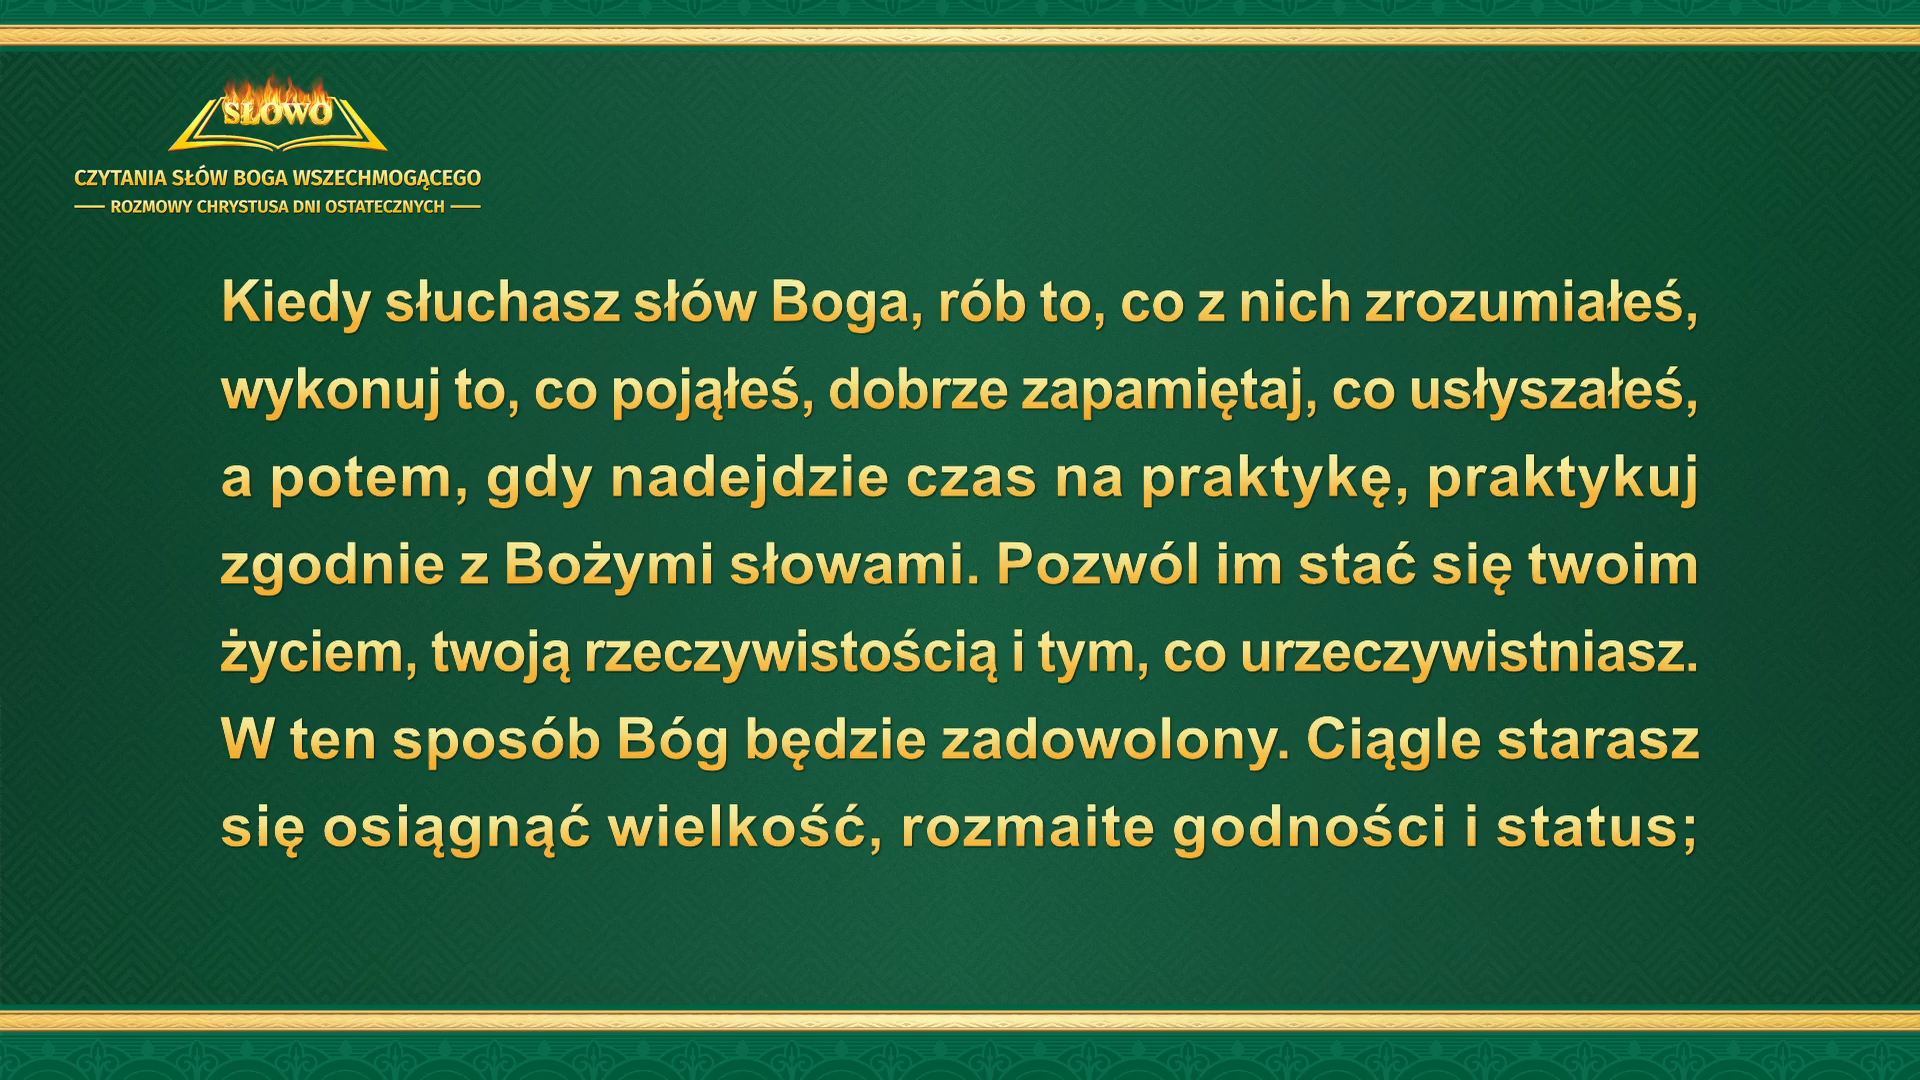 SŁOWO
CZYTANIA SŁÓW BOGA WSZECHMOGĄCEGO
ROZMOWY CHRYSTUSA DNI OSTATECZNYCH
Kiedy słuchasz słów Boga, rób to, co z nich zrozumiałeś,
wykonuj to, co pojąłeś, dobrze zapamiętaj, co usłyszałeś,
a potem, gdy nadejdzie czas na praktykę, praktykuj
zgodnie z Bożymi słowami. Pozwól im stać się twoim
życiem, twoją rzeczywistością i tym, co urzeczywistniasz.
W ten sposób Bóg będzie zadowolony. Ciągle starasz
się osiągnąć wielkość, rozmaite godności i status;